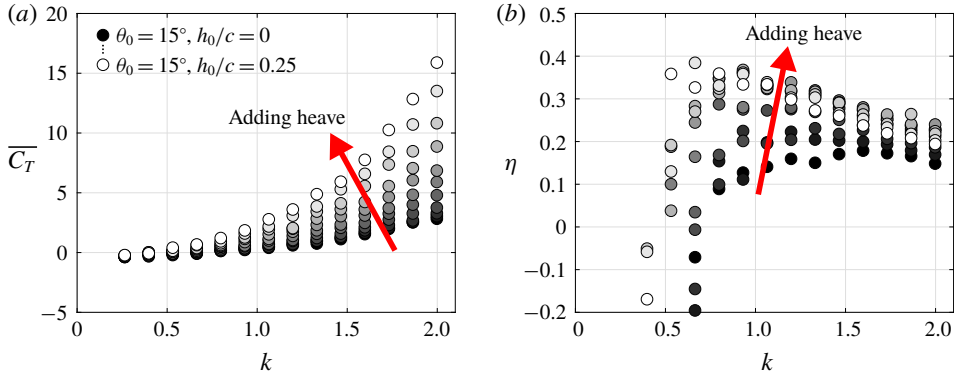 (a)
20
15
10
5
0
−5
C_T
θ0 = 15°, h0/c = 0
θ0 = 15°, h0/c = 0.25
Adding heave
0 0.5 1.0 1.5 2.0
k
(b)
0.5
0.4
0.3
0.2
0.1
0
−0.1
−0.2
η
Adding heave
0 0.5 1.0 1.5 2.0
k